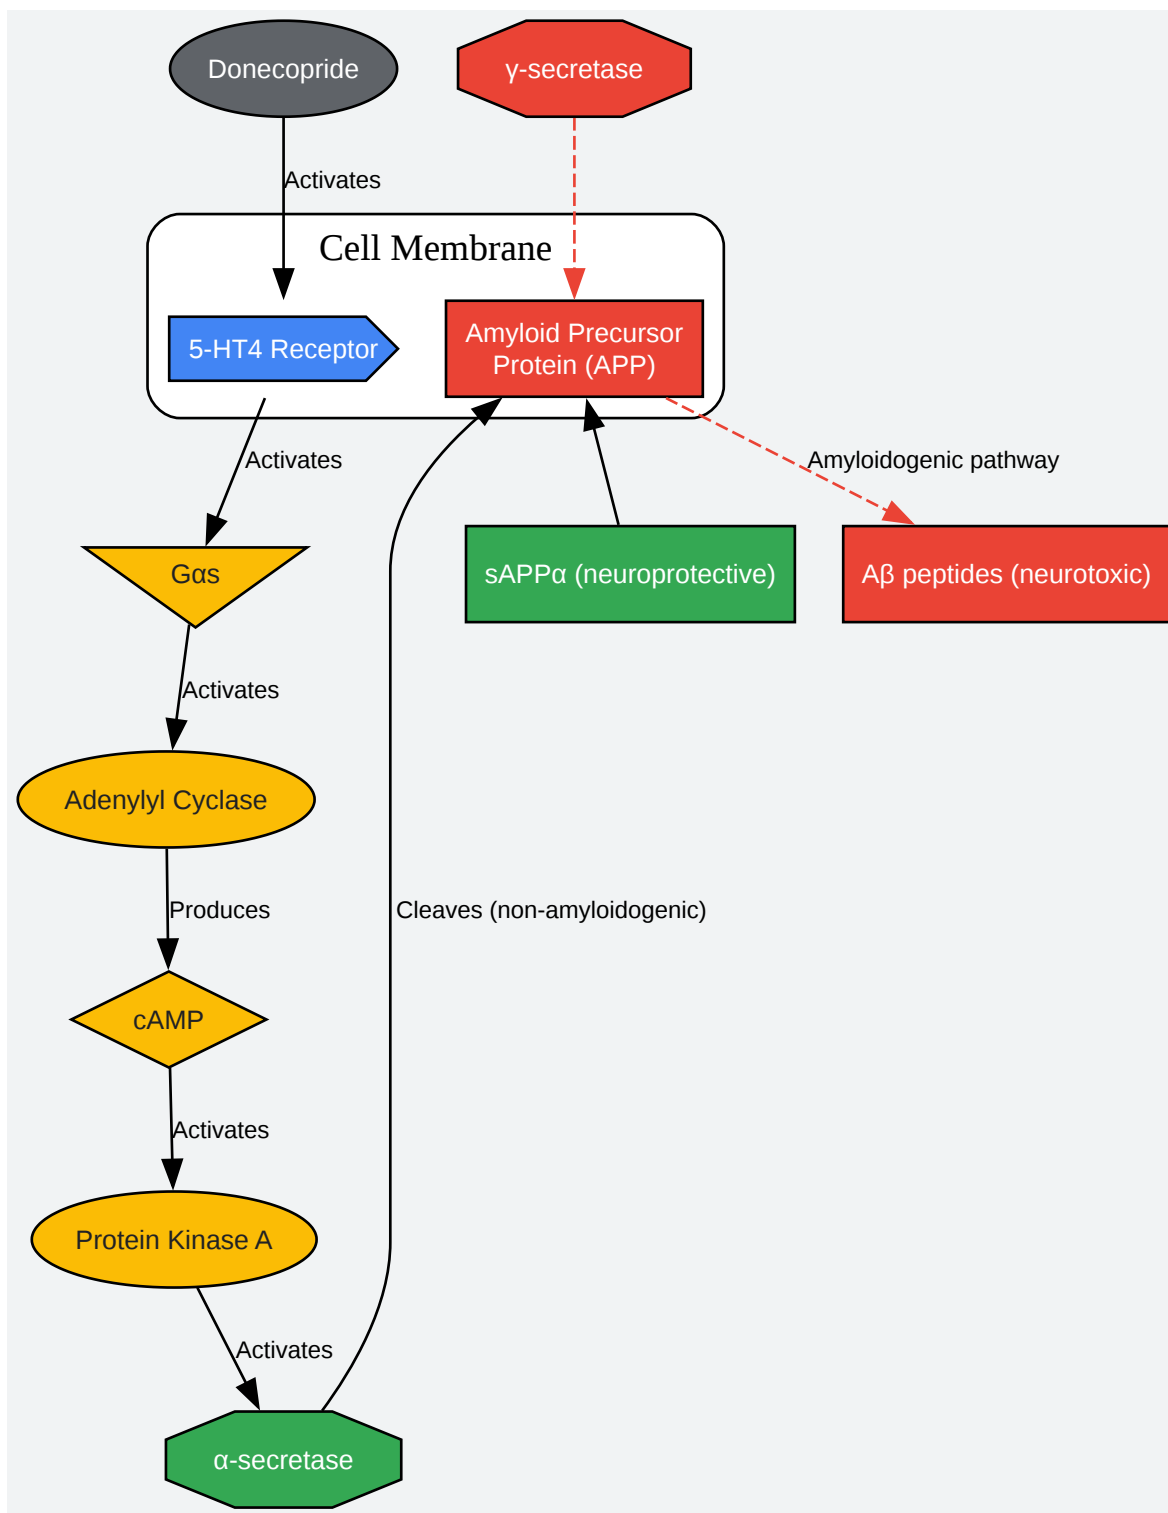 Donecopride
γ-secretase
Activates
Cell Membrane
5-HT4 Receptor
Amyloid Precursor
Protein (APP)
Activates
Amyloidogenic pathway
Gαs
sAPPα (neuroprotective)
Aβ peptides (neurotoxic)
Activates
Adenylyl Cyclase
Produces
Cleaves (non-amyloidogenic)
cAMP
Activates
Protein Kinase A
Activates
α-secretase